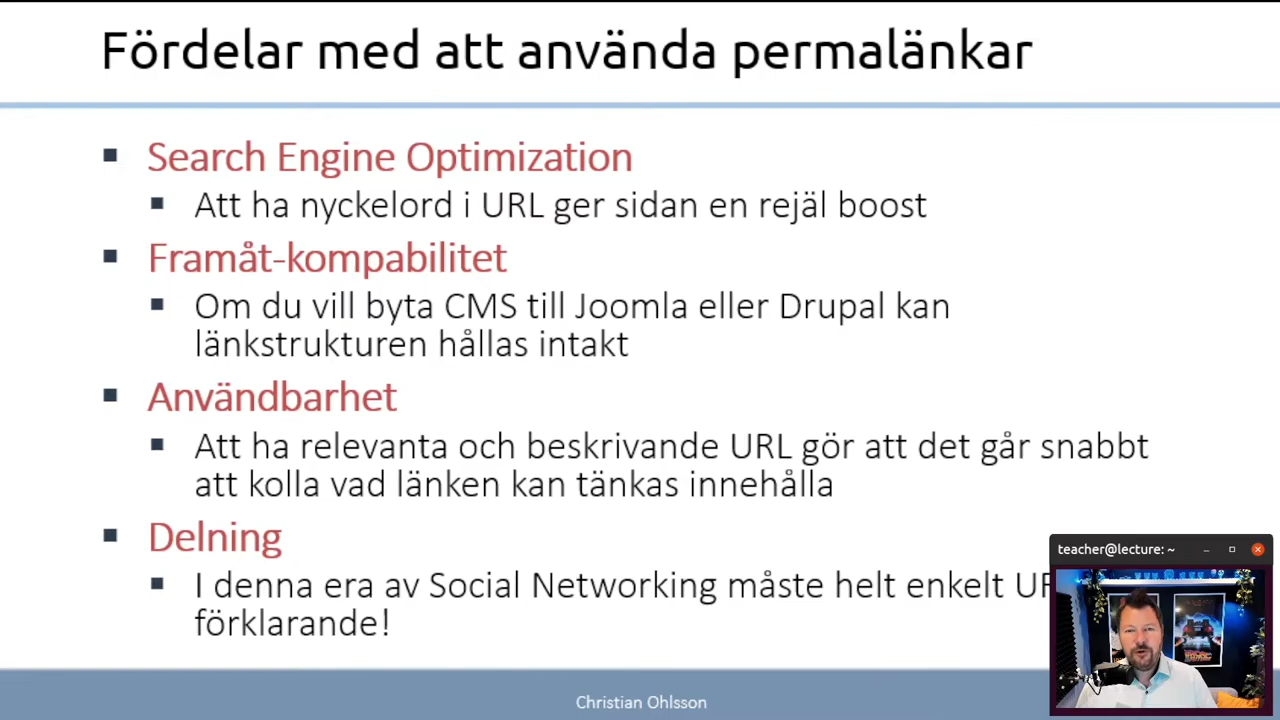 Fördelar med att använda permalänkar
Search Engine Optimization
Att ha nyckelord i URL ger sidan en rejäl boost
Framåt-kompabilitet
Om du vill byta CMS till Joomla eller Drupal kan
länkstrukturen hållas intakt
Användbarhet
Att ha relevanta och beskrivande URL gör att det går snabbt
att kolla vad länken kan tänkas innehålla
Delning
I denna era av Social Networking måste helt enkelt
förklarande!
teacher@lecture: ~
Christian Ohlsson